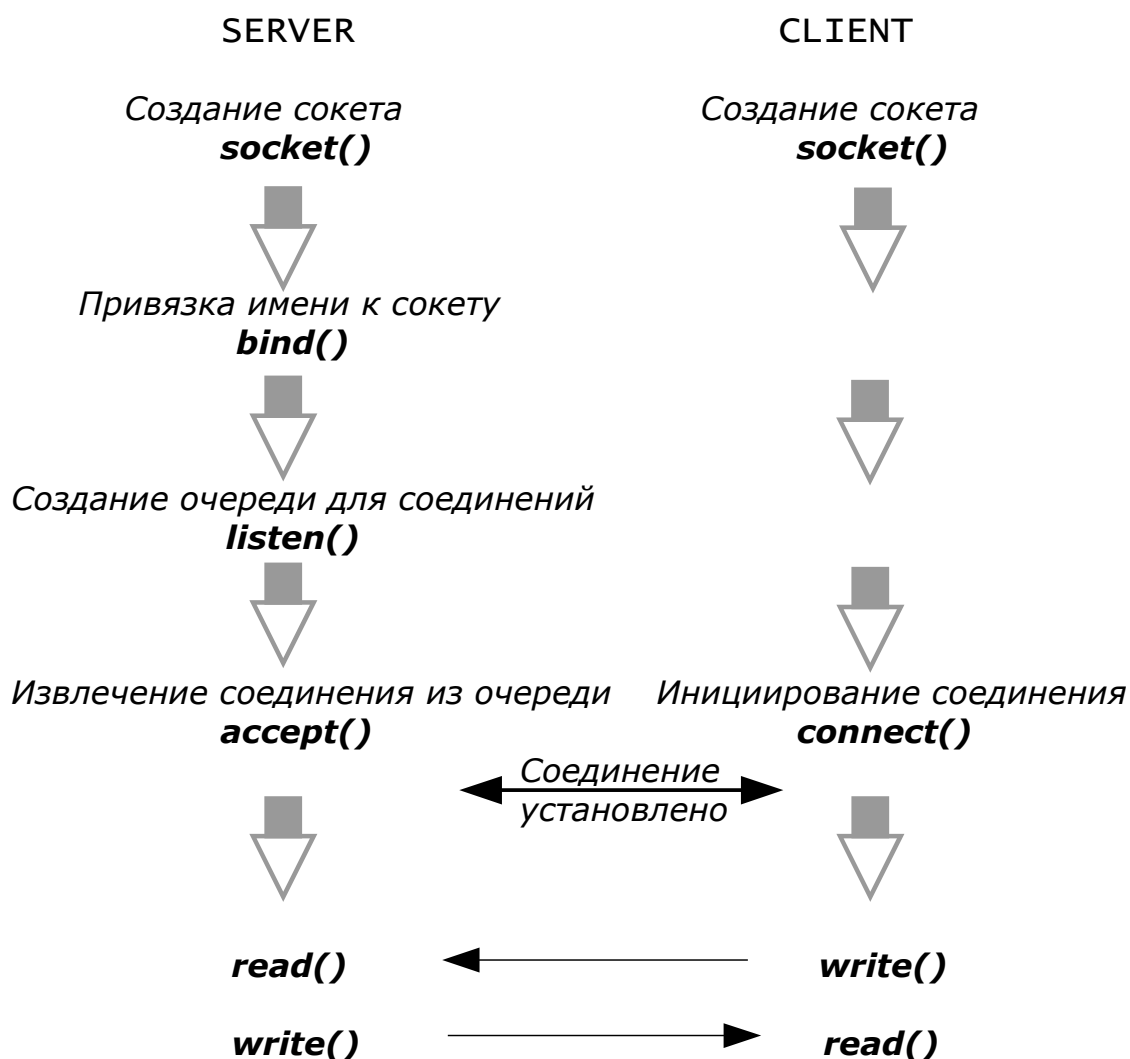 SERVER
CLIENT
Создание сокета
socket()
Создание сокета
socket()
Привязка имени к сокету
bind()
Создание очереди для соединений
listen()
Извлечение соединения из очереди
accept()
Инициирование соединения
connect()
Соединение
установлено
read()
write()
write()
read()